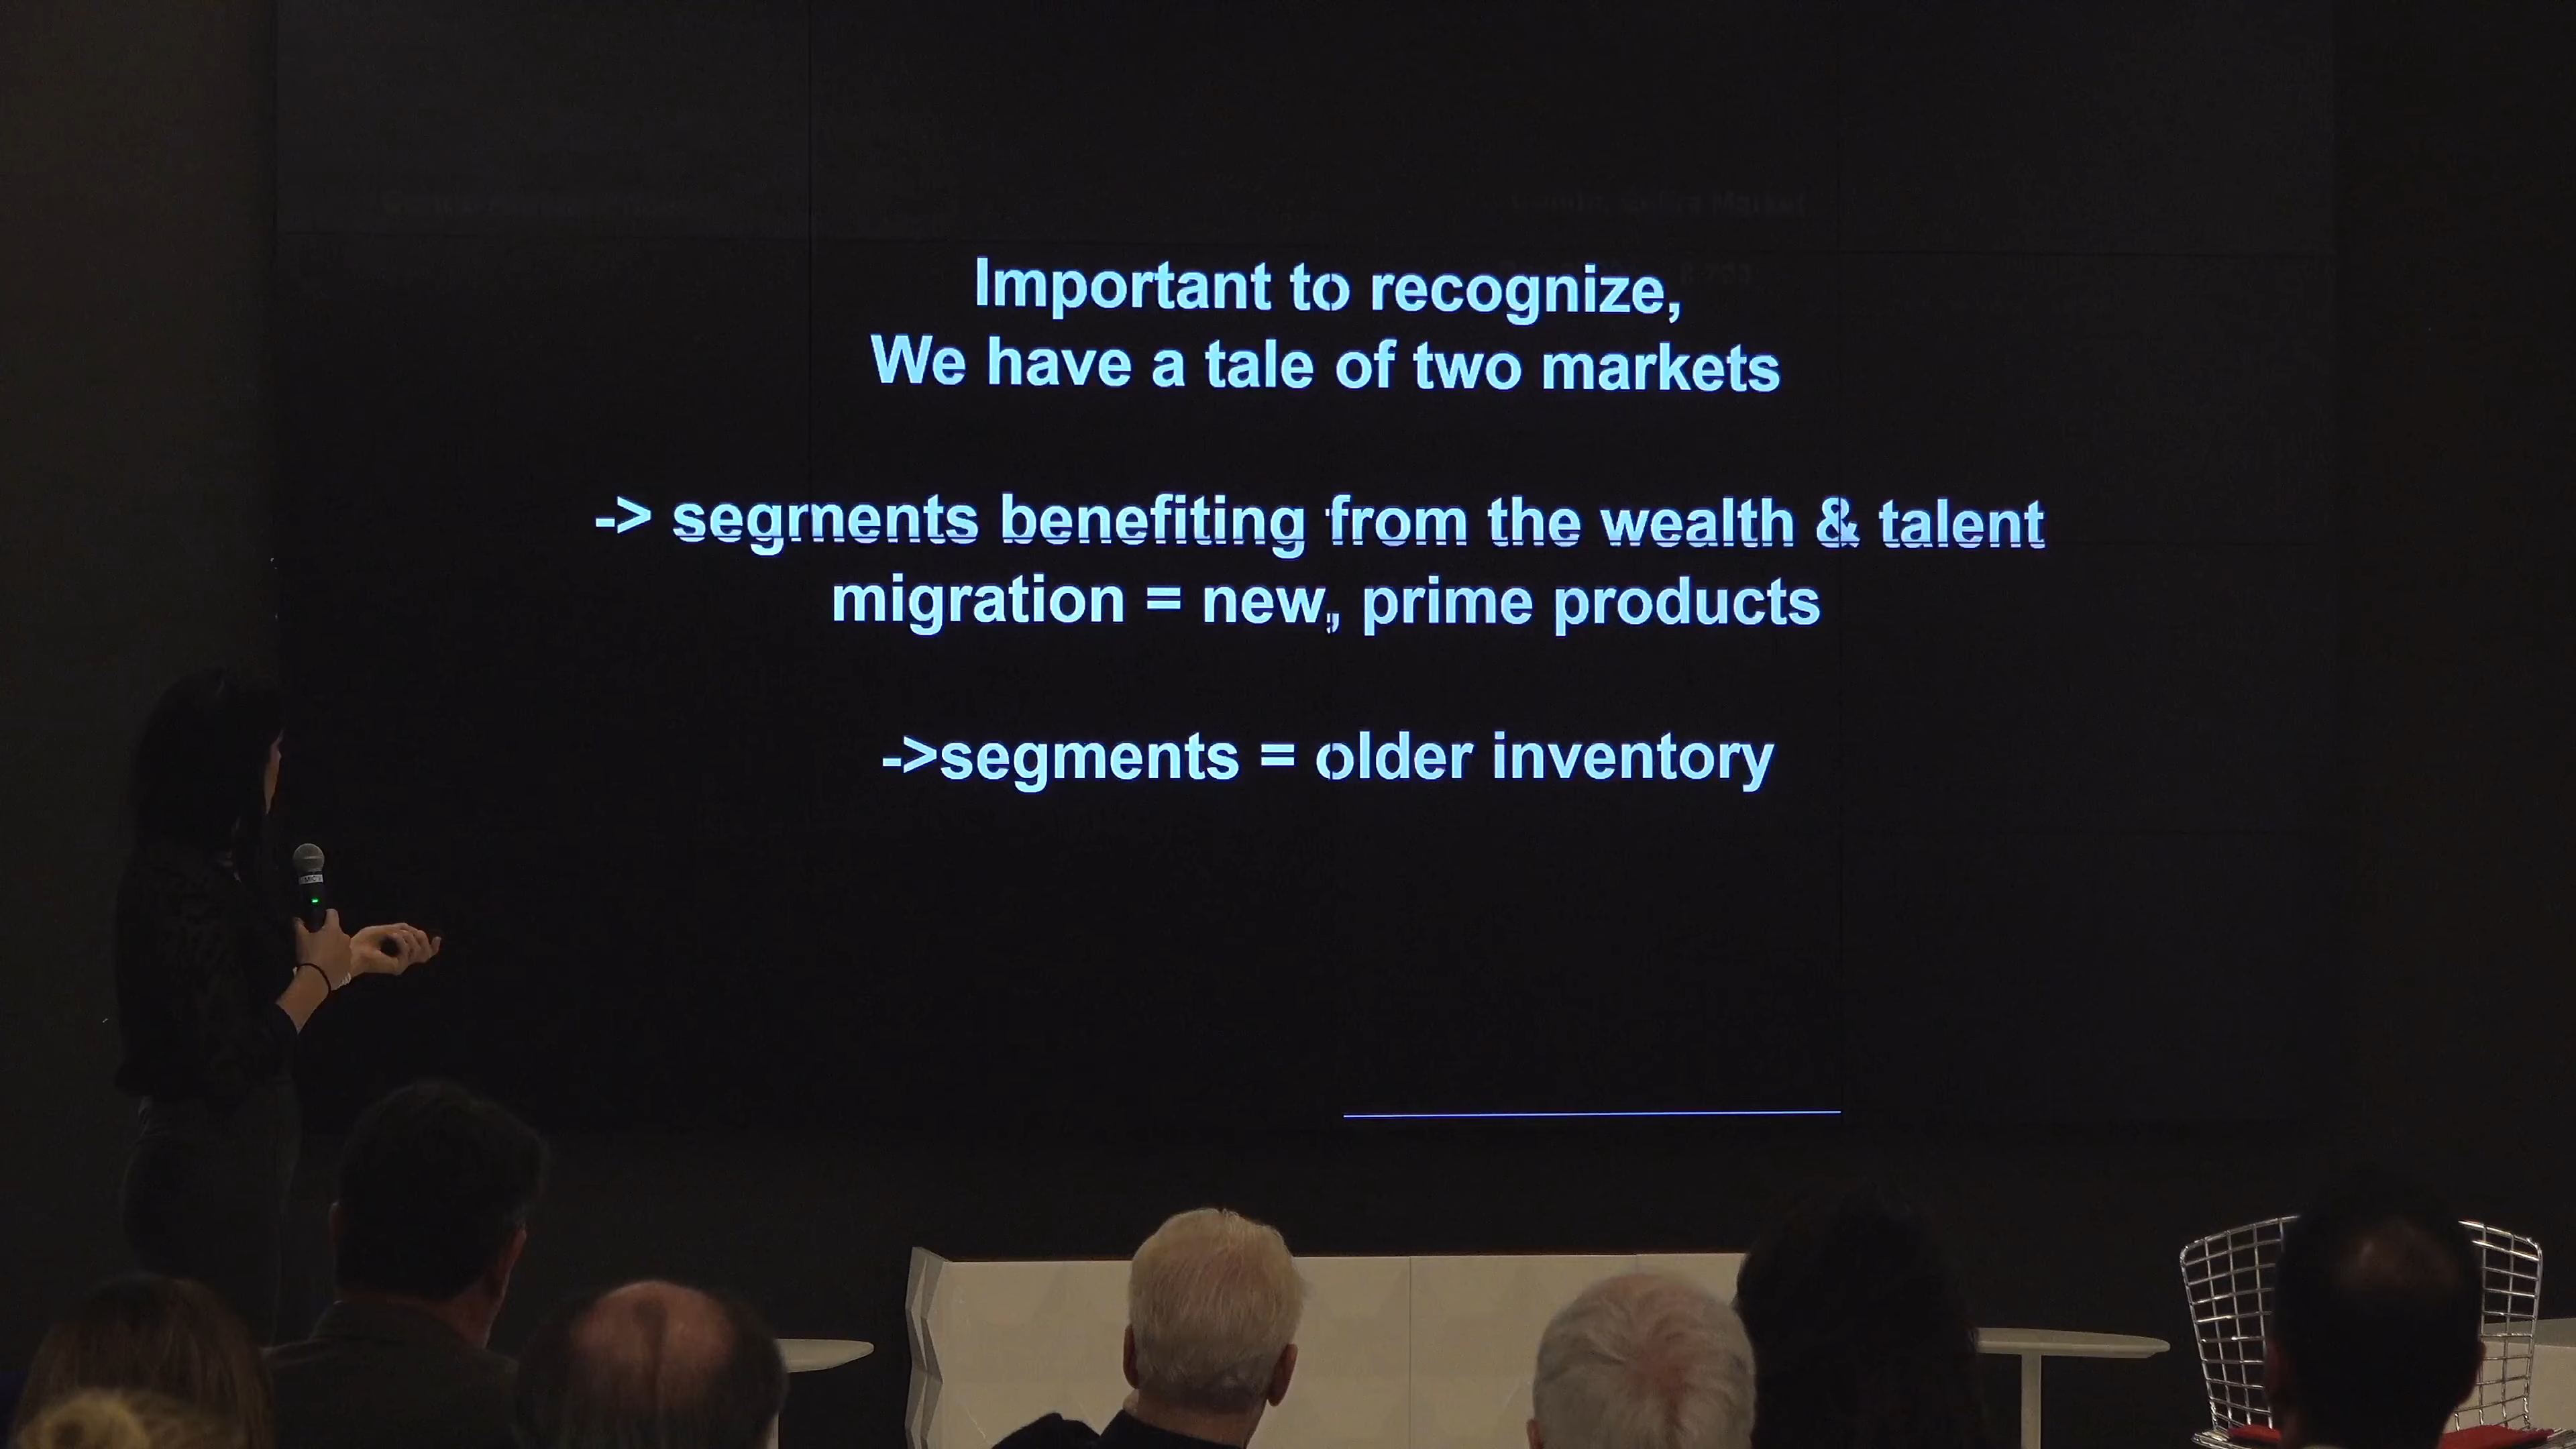 Important to recognize,
We have a tale of two markets
-> segments benefiting from the wealth & talent
migration = new, prime products
->segments = older inventory